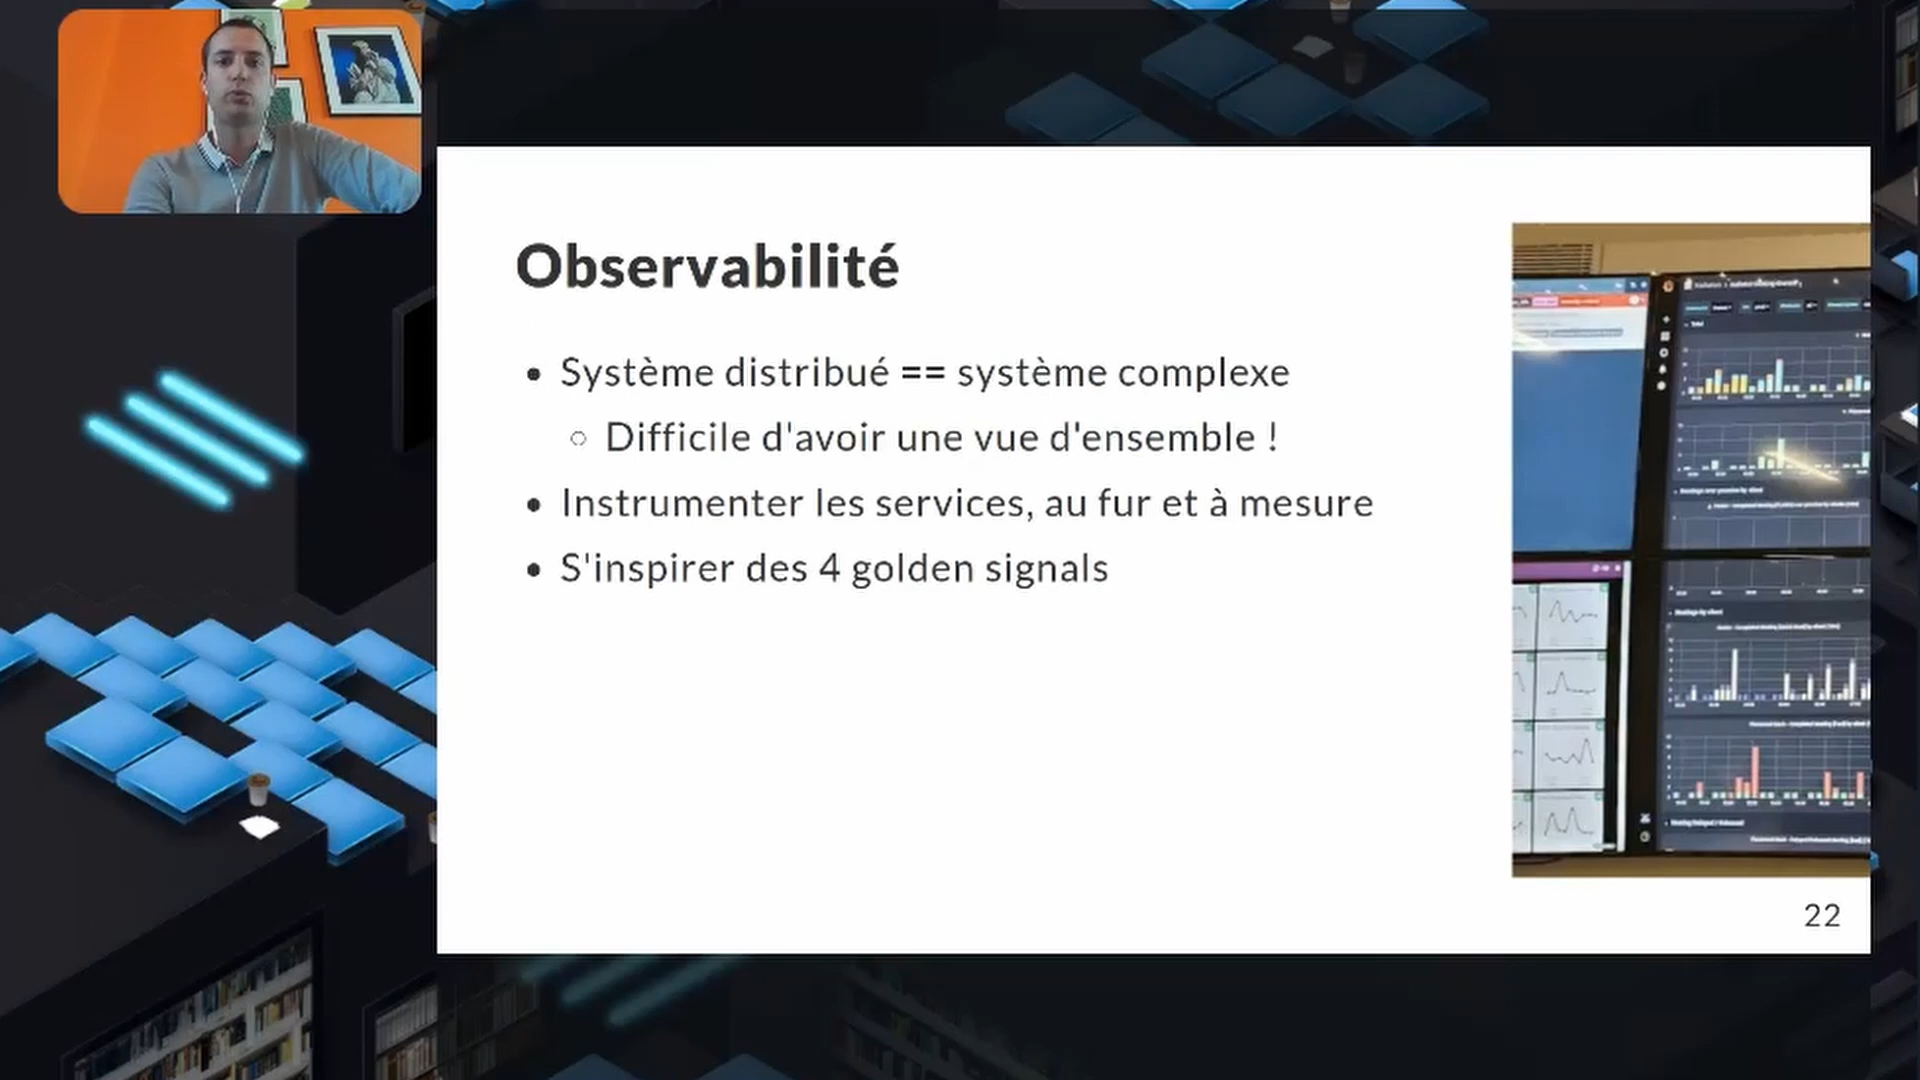 Observabilité
Système distribué == système complexe
Difficile d'avoir une vue d'ensemble !
Instrumenter les services, au fur et à mesure
S'inspirer des 4 golden signals
22